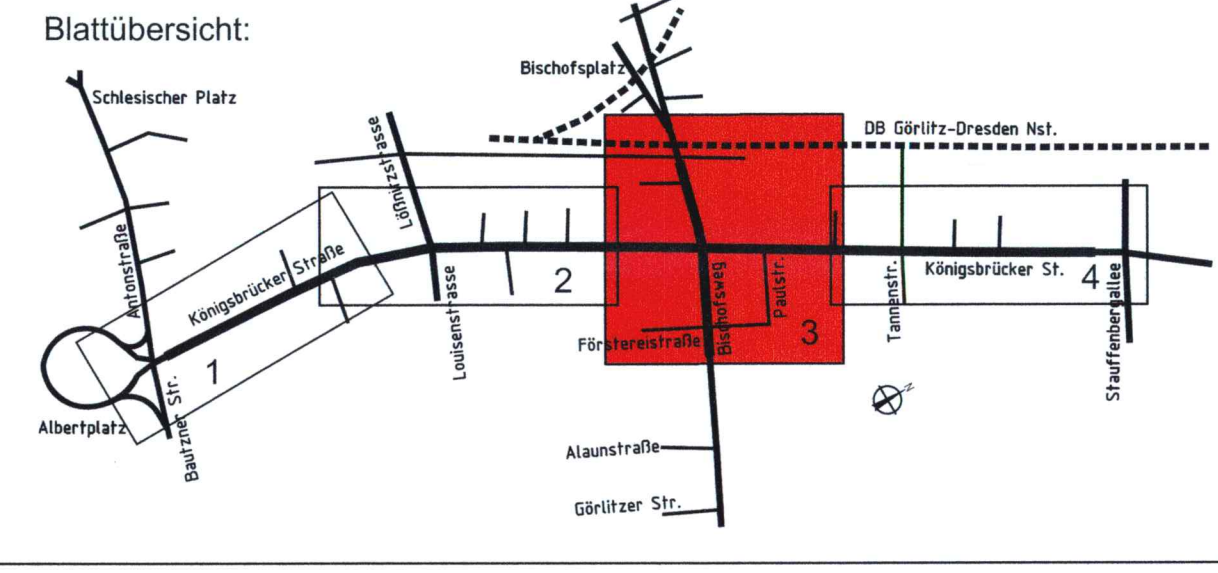 Blattübersicht:
Schlesischer Platz
Bischofsplatz
DB Görlitz-Dresden Nst.
Lößnitzstrasse
Antonstraße
Königsbrücker Straße
Louisenstrasse
2
Bischofsweg
Paulstr.
Förstereistraße
3
Tannenstr.
Königsbrücker St.
4
Stauffenbergallee
1
N
Albertplatz
Bautzner Str.
Alaunstraße
Görlitzer Str.